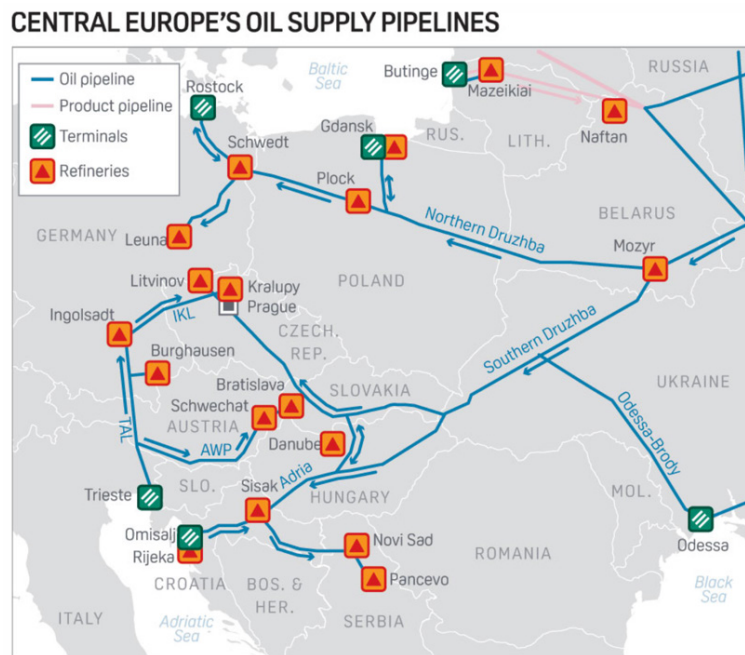 CENTRAL EUROPE'S OIL SUPPLY PIPELINES
Oil pipeline
Product pipeline
Terminals
Refineries
Baltic
Sea
Butinge
Mazeikiai
RUSSIA
Rostock
Gdansk
RUS.
LITH.
Naftan
Schwedt
Plock
Northern Druzhba
BELARUS
GERMANY
Leuna
Mozyr
Litvinov
Kralupy
Prague
POLAND
Ingolsadt
IKL
CZECH.
REP.
Southern Druzhba
Burghausen
Bratislava
SLOVAKIA
UKRAINE
Schwechat
AUSTRIA
TAL
AWP
Danube
Odessa-Brody
Adria
Trieste
SLO.
Sisak
HUNGARY
MOL.
Omisalj
Rijeka
Novi Sad
Odessa
ROMANIA
CROATIA
BOS. &
HER.
Pancevo
Black
Sea
ITALY
Adriatic
Sea
SERBIA